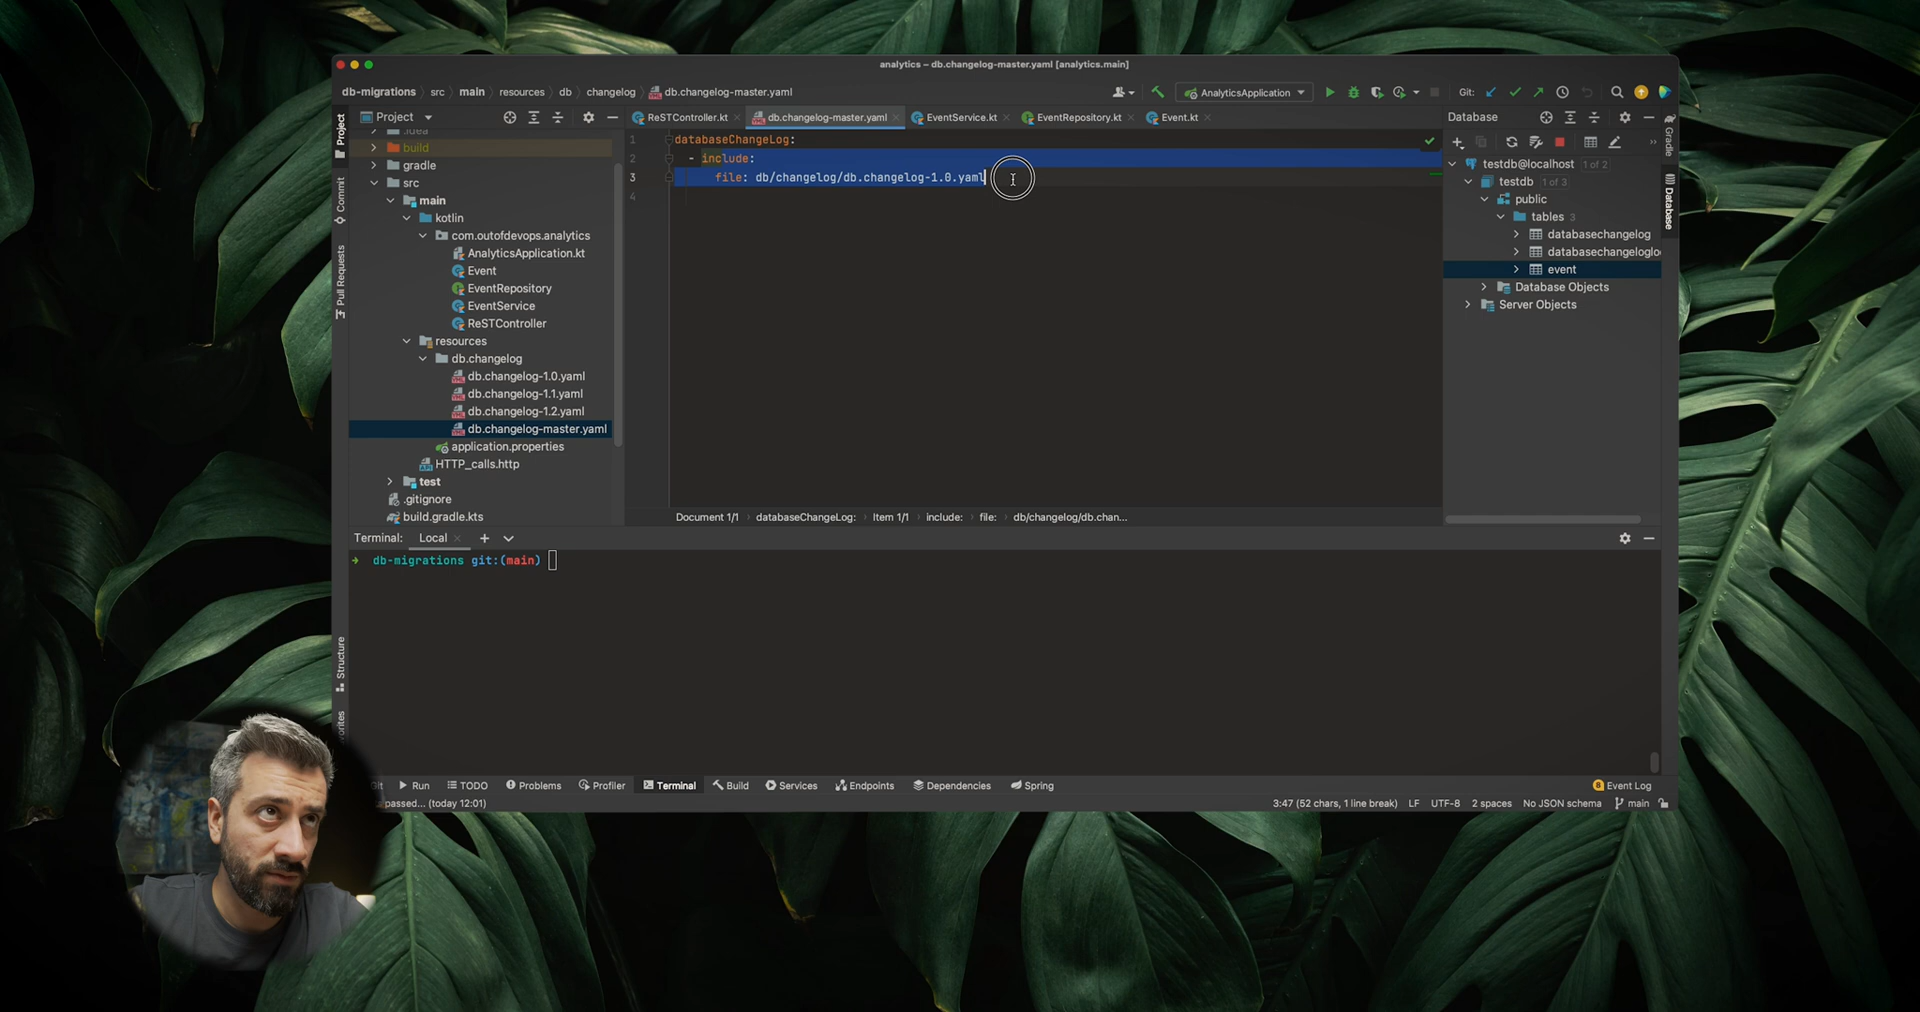 analytics – db.changelog-master.yaml [analytics.main]
db-migrations > src > main > resources > db > changelog > db.changelog-master.yaml
AnalyticsApplication
Git:
Project
ReSTController.kt
db.changelog-master.yaml
EventService.kt
EventRepository.kt
Event.kt
Database
Project
Commit
Pull Requests
Structure
Gradle
Database
.idea
build
gradle
src
main
kotlin
com.outofdevops.analytics
AnalyticsApplication.kt
Event
EventRepository
EventService
ReSTController
resources
db.changelog
db.changelog-1.0.yaml
db.changelog-1.1.yaml
db.changelog-1.2.yaml
db.changelog-master.yaml
application.properties
HTTP_calls.http
test
.gitignore
build.gradle.kts
1 databaseChangeLog:
2 - include:
3 file: db/changelog/db.changelog-1.0.yaml
4
Document 1/1 > databaseChangeLog: > Item 1/1 > include: > file: > db/changelog/db.chan...
testdb@localhost 1 of 2
testdb 1 of 3
public
tables 3
databasechangelog
databasechangeloglo
event
Database Objects
Server Objects
Terminal: Local
db-migrations git:(main)
Git Run TODO Problems Profiler Terminal Build Services Endpoints Dependencies Spring
8 Event Log
passed... (today 12:01)
3:47 (52 chars, 1 line break) LF UTF-8 2 spaces No JSON schema main